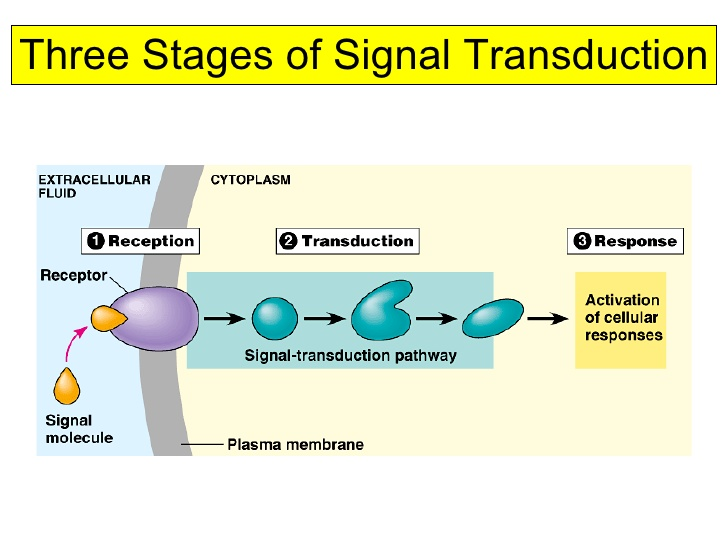 Three Stages of Signal Transduction
EXTRACELLULAR
FLUID
CYTOPLASM
1 Reception
2 Transduction
3 Response
Receptor
Activation
of cellular
responses
Signal-transduction pathway
Signal
molecule
Plasma membrane